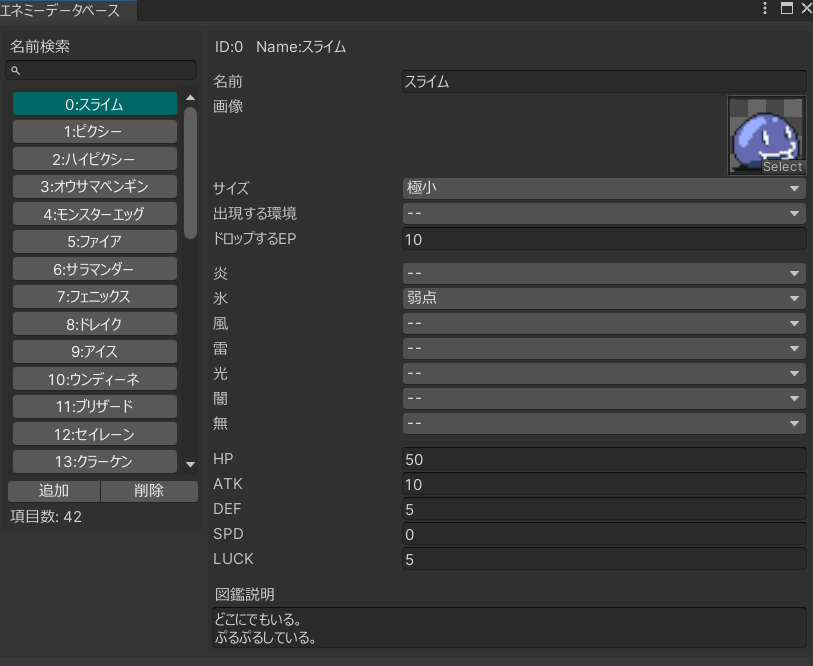 エネミーデータベース
名前検索
0:スライム
1:ピクシー
2:ハイピクシー
3:オウサマペンギン
4:モンスターエッグ
5:ファイア
6:サラマンダー
7:フェニックス
8:ドレイク
9:アイス
10:ウンディーネ
11:ブリザード
12:セイレーン
13:クラーケン
追加 削除
項目数: 42
ID:0 Name:スライム
名前 スライム
画像
Select
サイズ 極小
出現する環境 --
ドロップするEP 10
炎 --
氷 弱点
風 --
雷 --
光 --
闇 --
無 --
HP 50
ATK 10
DEF 5
SPD 0
LUCK 5
図鑑説明
どこにでもいる。
ぷるぷるしている。